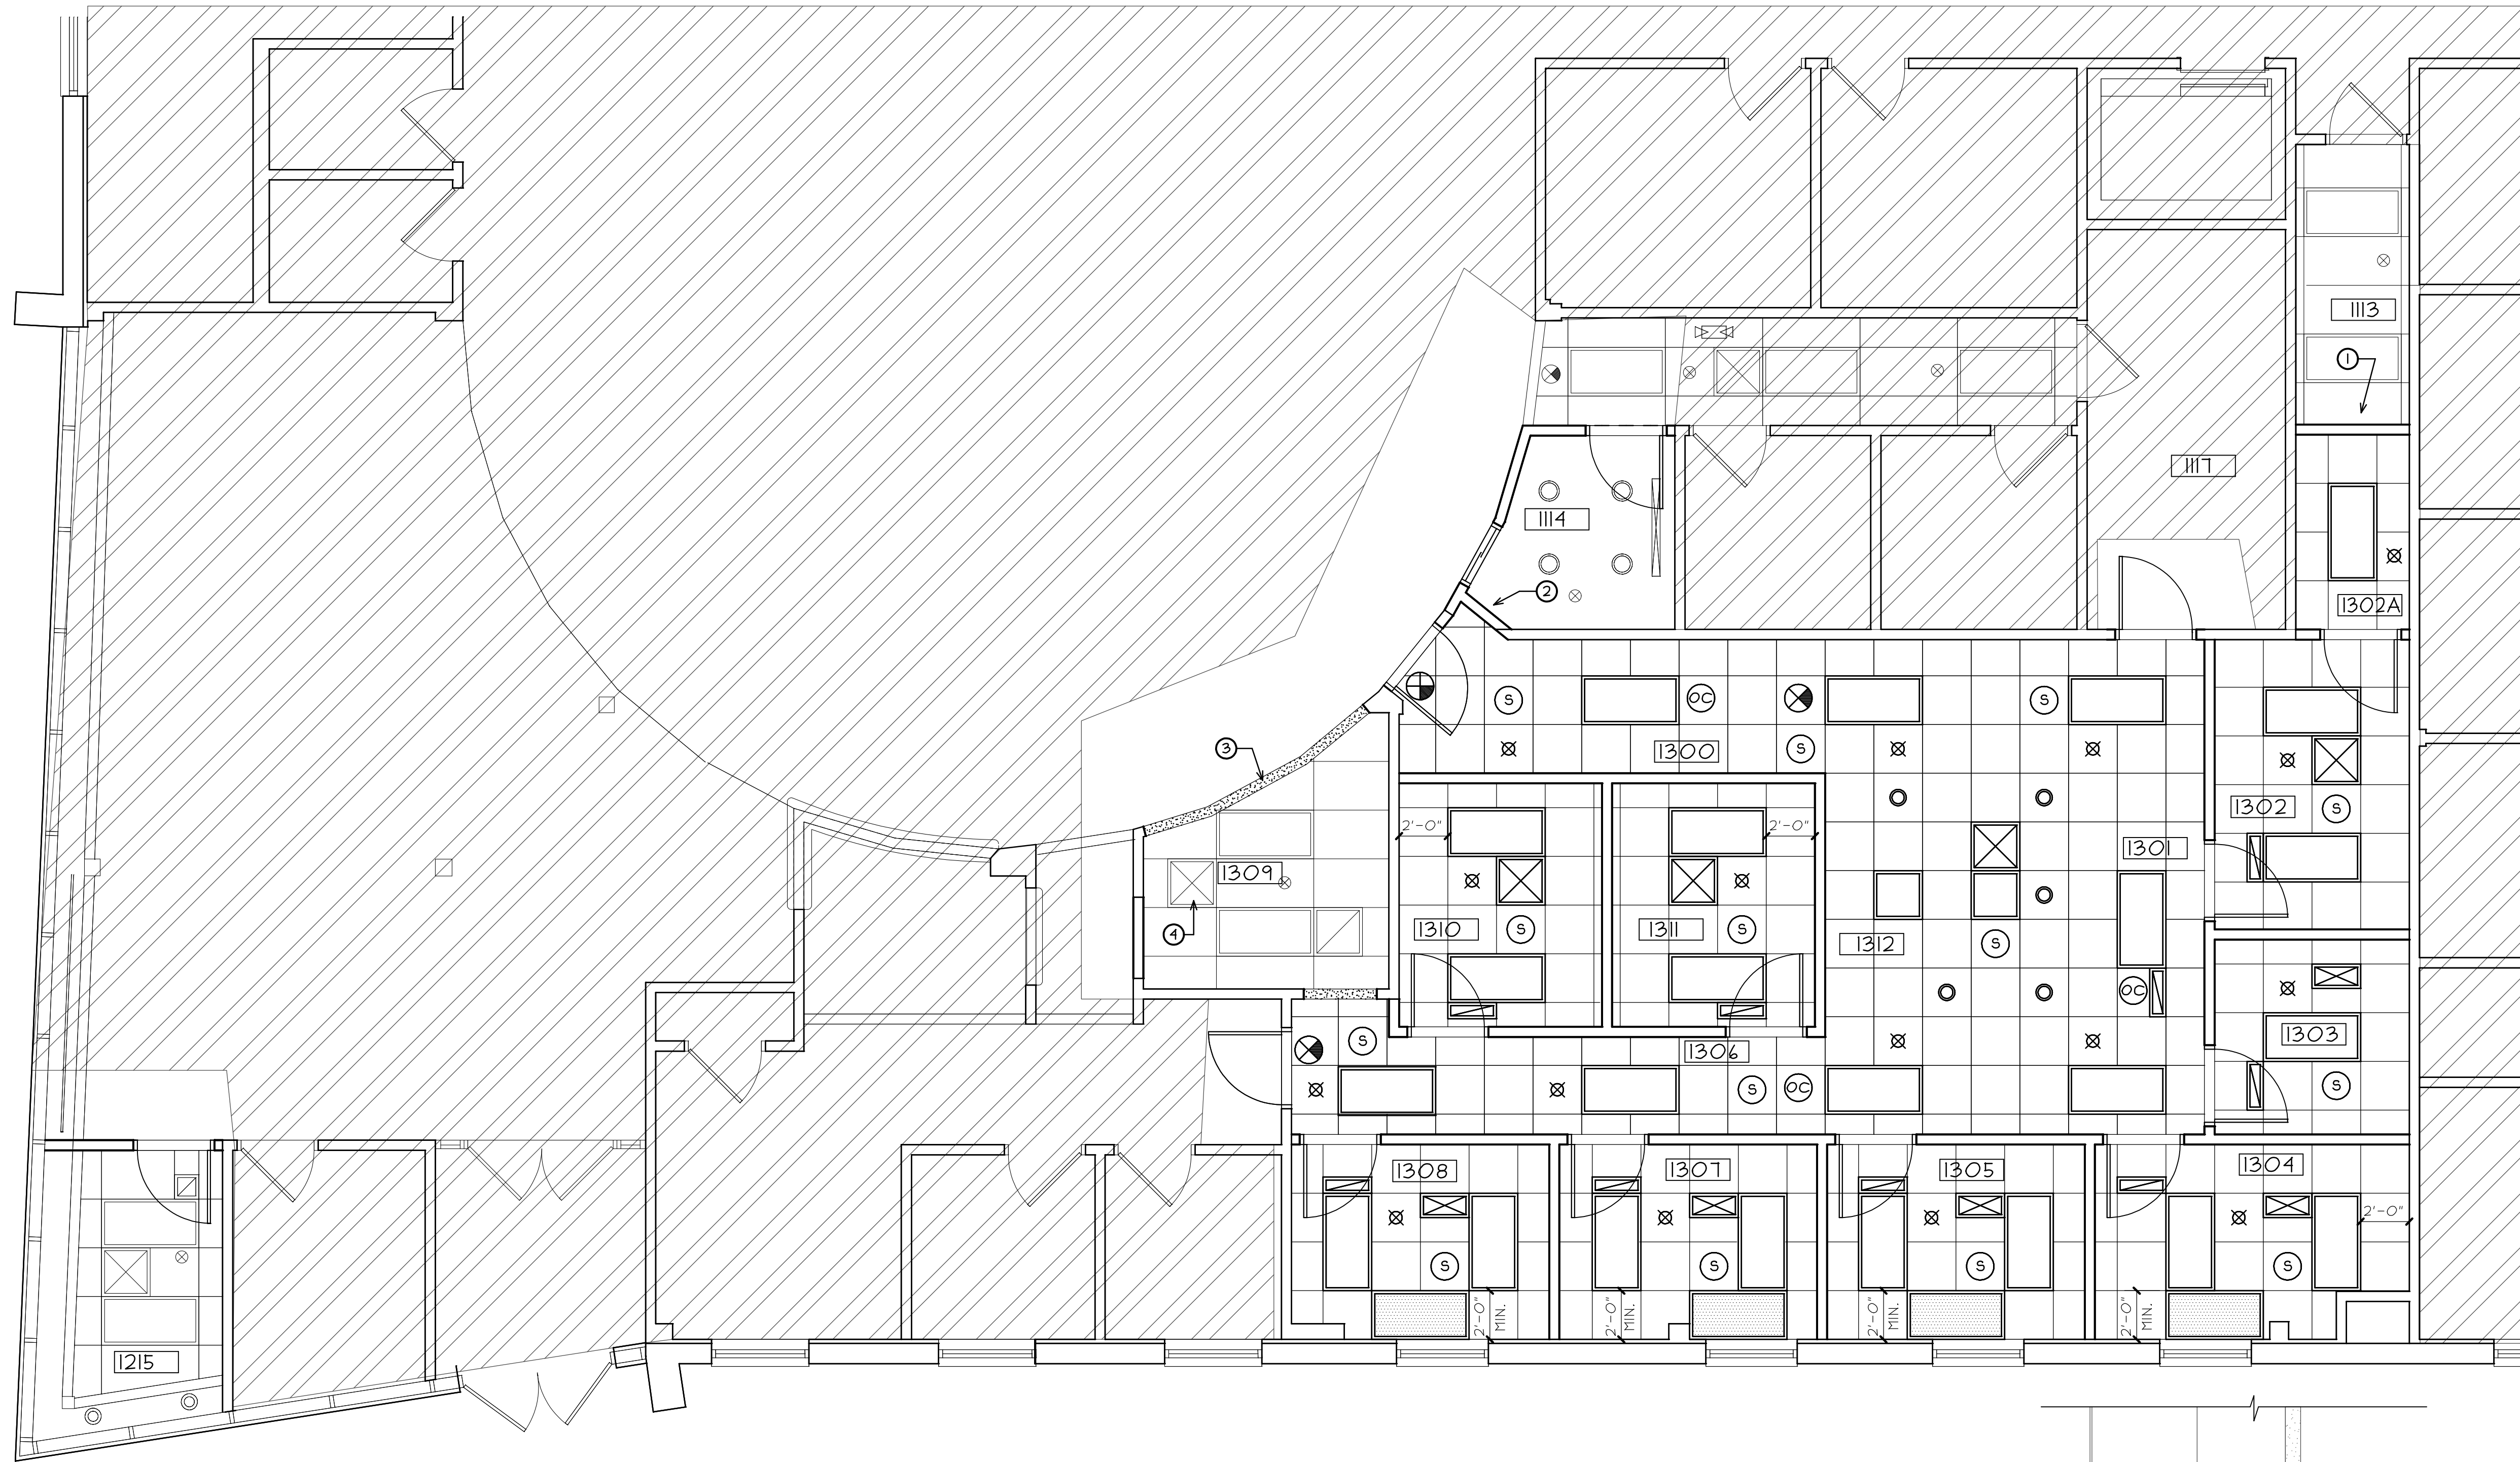 1113
1
1117
1114
2
1302A
S
OC
S
3
1300
S
1302
S
2'-0"
2'-0"
1301
1309
4
1310
S
1311
S
1312
S
OC
1303
S
S
1306
S
OC
1308
1307
1305
1304
2'-0"
S
S
S
S
2'-0"
MIN.
2'-0"
MIN.
2'-0"
MIN.
2'-0"
MIN.
1215